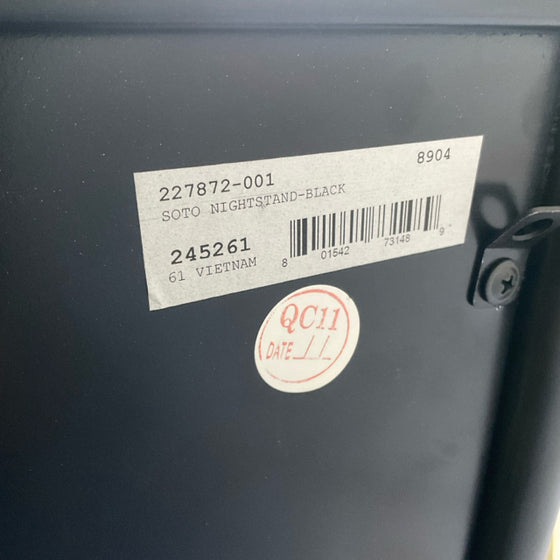 8904
227872-001
SOTO NIGHTSTAND-BLACK
245261
61 VIETNAM
8 01542 73148 9
QC11
DATE